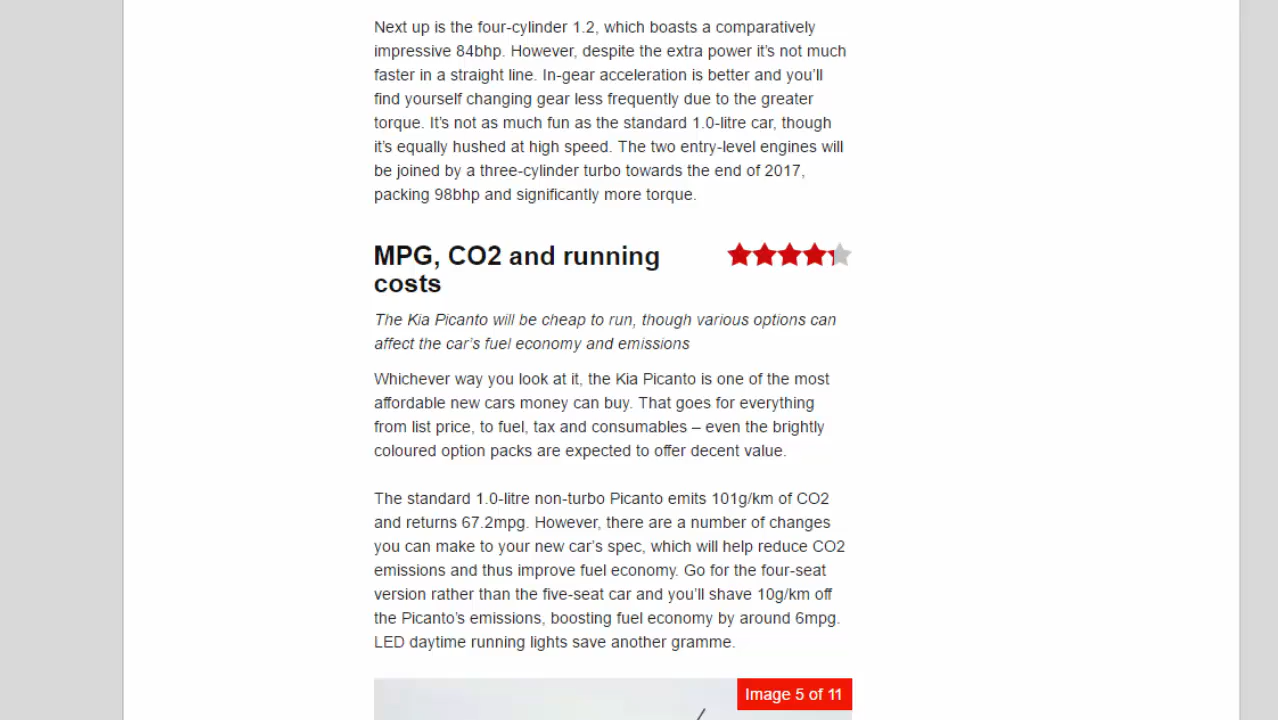 Next up is the four-cylinder 1.2, which boasts a comparatively
impressive 84bhp. However, despite the extra power it’s not much
faster in a straight line. In-gear acceleration is better and you’ll
find yourself changing gear less frequently due to the greater
torque. It’s not as much fun as the standard 1.0-litre car, though
it’s equally hushed at high speed. The two entry-level engines will
be joined by a three-cylinder turbo towards the end of 2017,
packing 98bhp and significantly more torque.
MPG, CO2 and running
costs
The Kia Picanto will be cheap to run, though various options can
affect the car’s fuel economy and emissions
Whichever way you look at it, the Kia Picanto is one of the most
affordable new cars money can buy. That goes for everything
from list price, to fuel, tax and consumables – even the brightly
coloured option packs are expected to offer decent value.
The standard 1.0-litre non-turbo Picanto emits 101g/km of CO2
and returns 67.2mpg. However, there are a number of changes
you can make to your new car’s spec, which will help reduce CO2
emissions and thus improve fuel economy. Go for the four-seat
version rather than the five-seat car and you’ll shave 10g/km off
the Picanto’s emissions, boosting fuel economy by around 6mpg.
LED daytime running lights save another gramme.
Image 5 of 11